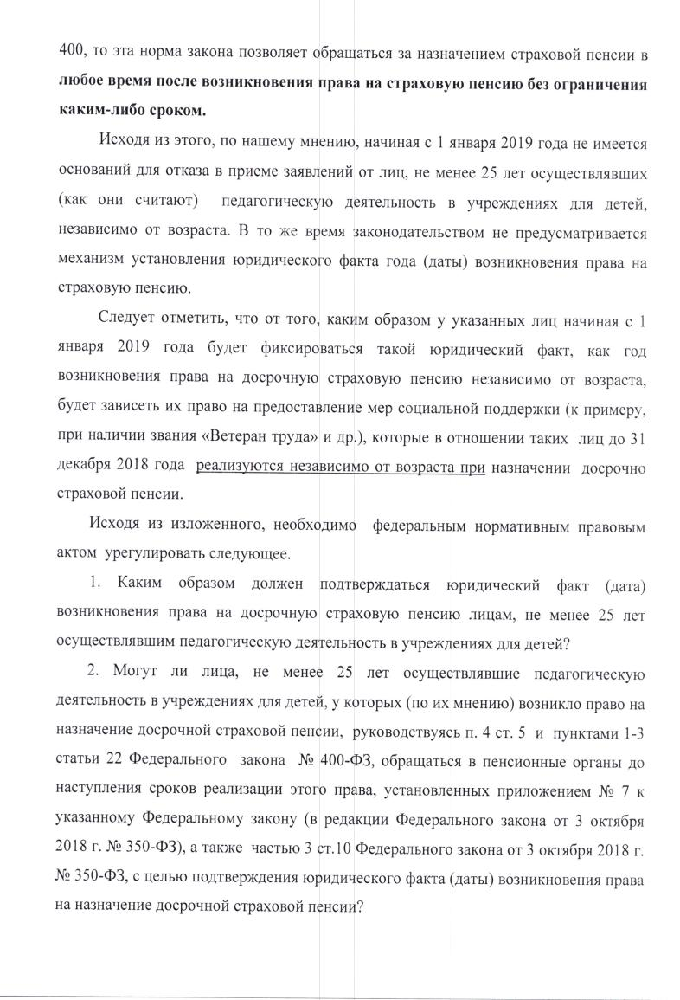 400, то эта норма закона позволяет обращаться за назначением страховой пенсии в
любое время после возникновения права на страховую пенсию без ограничения
каким-либо сроком.
Исходя из этого, по нашему мнению, начиная с 1 января 2019 года не имеется
оснований для отказа в приеме заявлений от лиц, не менее 25 лет осуществлявших
(как они считают) педагогическую деятельность в учреждениях для детей,
независимо от возраста. В то же время законодательством не предусматривается
механизм установления юридического факта года (даты) возникновения права на
страховую пенсию.
Следует отметить, что от того, каким образом у указанных лиц начиная с 1
января 2019 года будет фиксироваться такой юридический факт, как год
возникновения права на досрочную страховую пенсию независимо от возраста,
будет зависеть их право на предоставление мер социальной поддержки (к примеру,
при наличии звания «Ветеран труда» и др.), которые в отношении таких лиц до 31
декабря 2018 года реализуются независимо от возраста при назначении досрочно
страховой пенсии.
Исходя из изложенного, необходимо федеральным нормативным правовым
актом урегулировать следующее.
1. Каким образом должен подтверждаться юридический факт (дата)
возникновения права на досрочную страховую пенсию лицам, не менее 25 лет
осуществлявшим педагогическую деятельность в учреждениях для детей?
2. Могут ли лица, не менее 25 лет осуществлявшие педагогическую
деятельность в учреждениях для детей, у которых (по их мнению) возникло право на
назначение досрочной страховой пенсии, руководствуясь п. 4 ст. 5 и пунктами 1-3
статьи 22 Федерального закона № 400-ФЗ, обращаться в пенсионные органы до
наступления сроков реализации этого права, установленных приложением № 7 к
указанному Федеральному закону (в редакции Федерального закона от 3 октября
2018 г. № 350-ФЗ), а также частью 3 ст.10 Федерального закона от 3 октября 2018 г.
№ 350-ФЗ, с целью подтверждения юридического факта (даты) возникновения права
на назначение досрочной страховой пенсии?